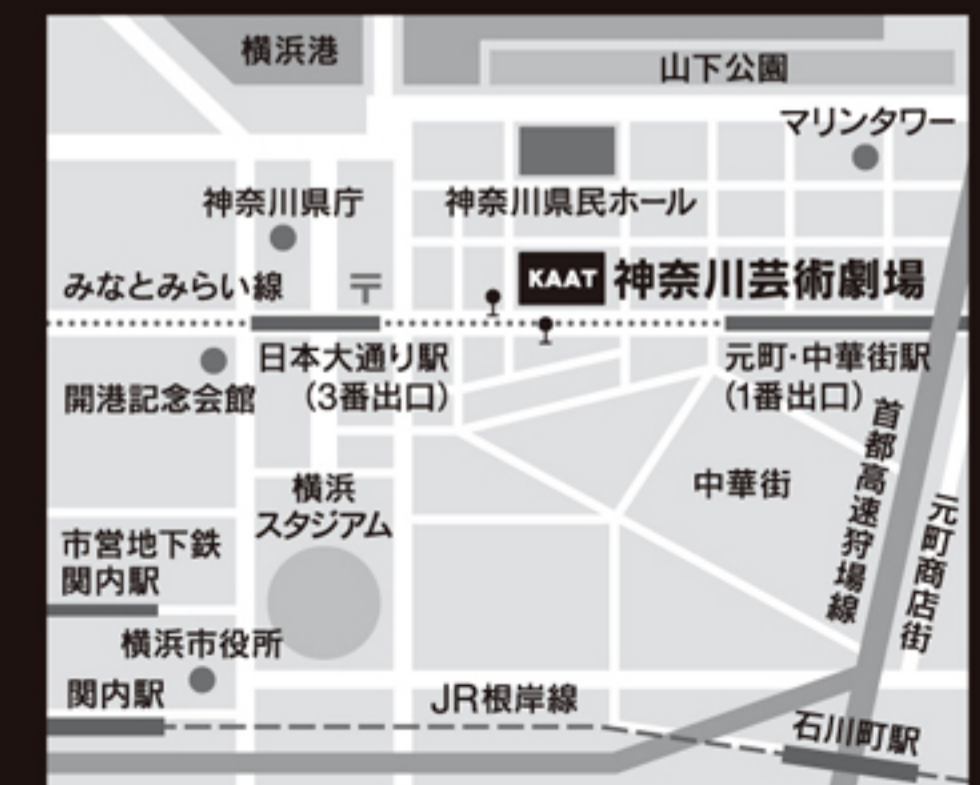 横浜港
山下公園
マリンタワー
神奈川県庁
神奈川県民ホール
みなとみらい線
〒
KAAT 神奈川芸術劇場
日本大通り駅
（3番出口）
元町・中華街駅
（1番出口）
開港記念会館
首都高速狩場線
中華街
横浜
スタジアム
元町商店街
市営地下鉄
関内駅
横浜市役所
関内駅
JR根岸線
石川町駅